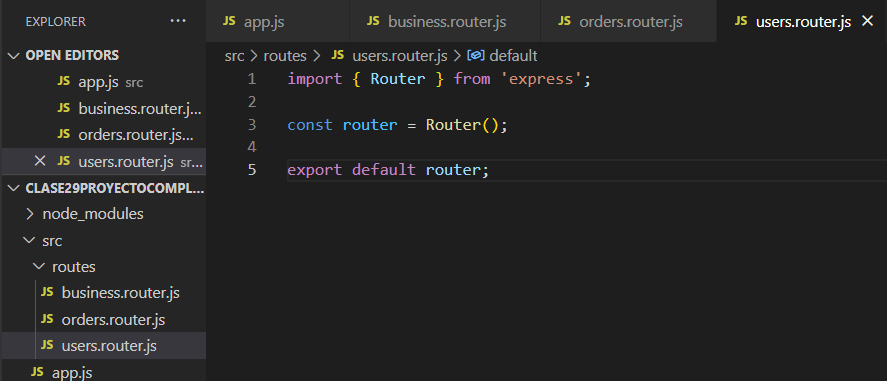 EXPLORER ...
OPEN EDITORS
JS app.js src
JS business.router.j...
JS orders.router.js...
JS users.router.js sr...
CLASE29PROYECTOCOMPL...
node_modules
src
routes
JS business.router.js
JS orders.router.js
JS users.router.js
JS app.js
JS app.js JS business.router.js JS orders.router.js JS users.router.js
src > routes > JS users.router.js > default
1 import { Router } from 'express';
2
3 const router = Router();
4
5 export default router;